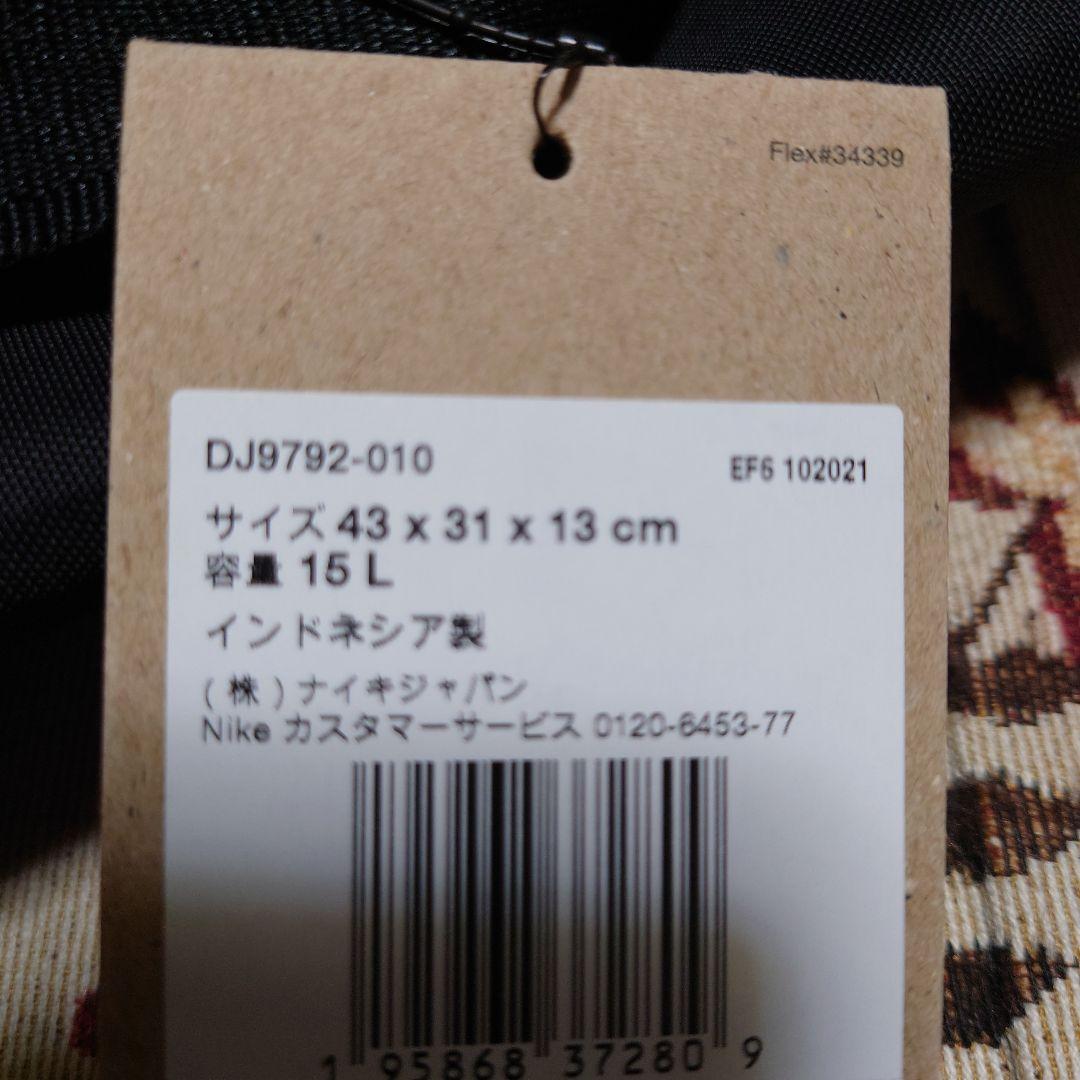 Flex#34339
DJ9792-010
EF6 102021
サイズ 43 x 31 x 13 cm
容量 15 L
インドネシア製
( 株 ) ナイキジャパン
Nike カスタマーサービス 0120-6453-77
1 95868 37280 9